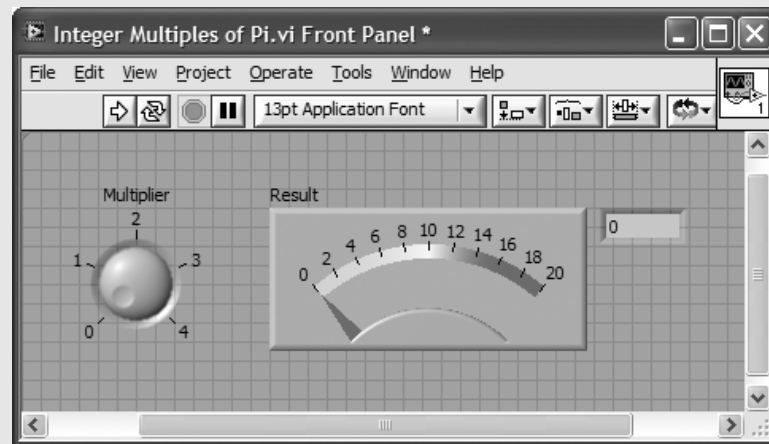 Integer Multiples of Pi.vi Front Panel *
File Edit View Project Operate Tools Window Help
13pt Application Font
1
Multiplier
0 1 2 3 4
Result
0 2 4 6 8 10 12 14 16 18 20
0